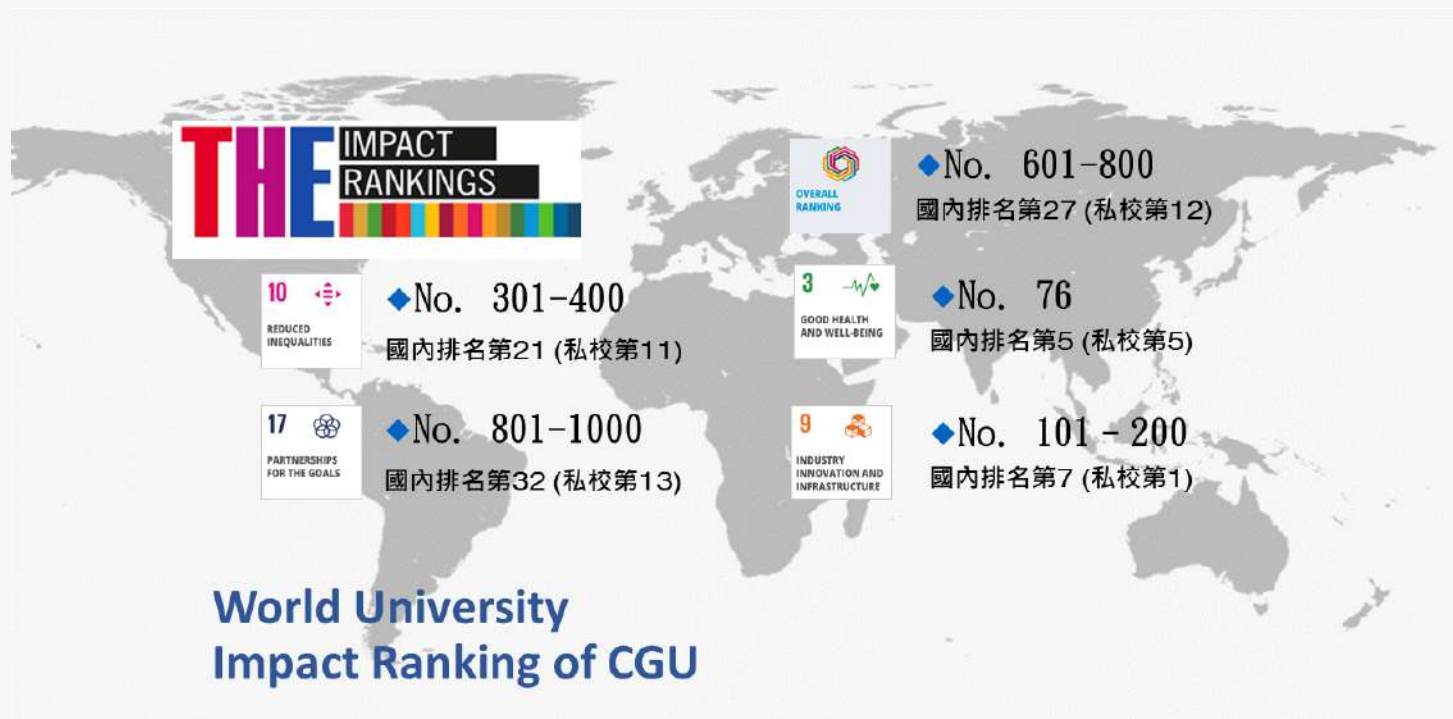 THE IMPACT
RANKINGS
OVERALL
RANKING
◆No. 601-800
國內排名第27 (私校第12)
10
REDUCED
INEQUALITIES
◆No. 301-400
國內排名第21 (私校第11)
3
GOOD HEALTH
AND WELL-BEING
◆No. 76
國內排名第5 (私校第5)
17
PARTNERSHIPS
FOR THE GOALS
◆No. 801-1000
國內排名第32 (私校第13)
9
INDUSTRY
INNOVATION AND
INFRASTRUCTURE
◆No. 101-200
國內排名第7 (私校第1)
World University
Impact Ranking of CGU